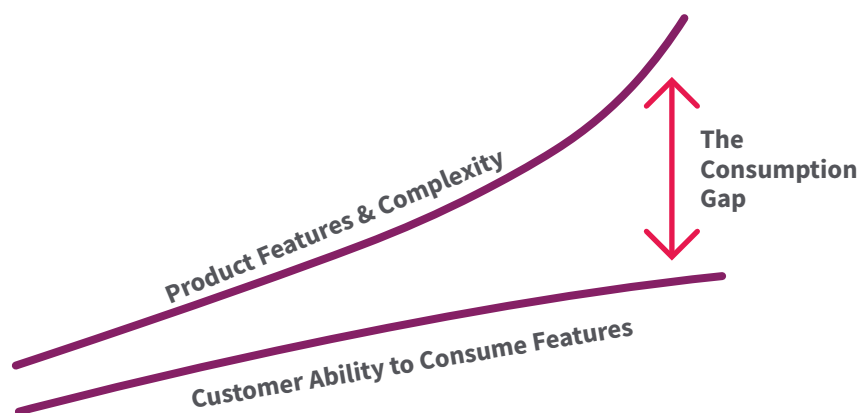 Product Features & Complexity
The
Consumption
Gap
Customer Ability to Consume Features